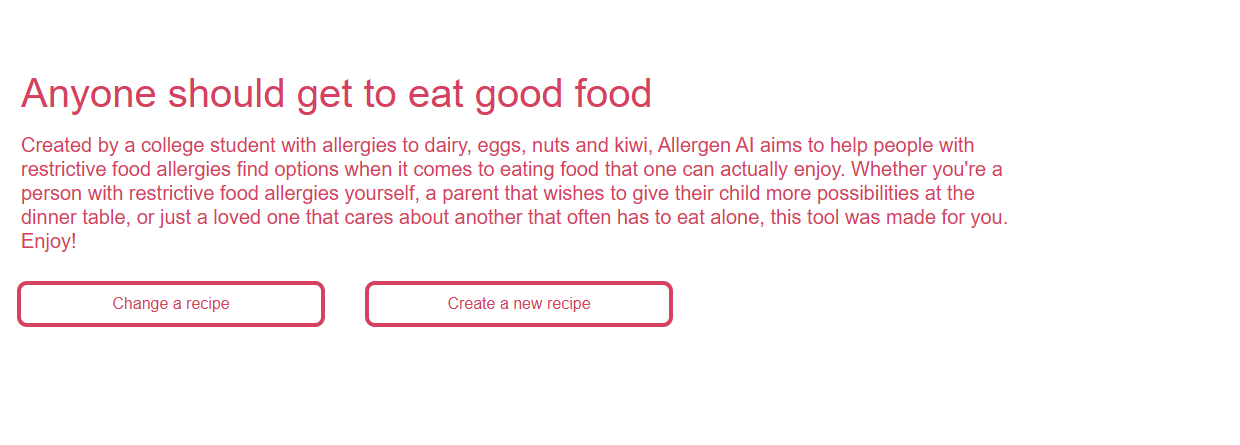 Anyone should get to eat good food
Created by a college student with allergies to dairy, eggs, nuts and kiwi, Allergen AI aims to help people with
restrictive food allergies find options when it comes to eating food that one can actually enjoy. Whether you're a
person with restrictive food allergies yourself, a parent that wishes to give their child more possibilities at the
dinner table, or just a loved one that cares about another that often has to eat alone, this tool was made for you.
Enjoy!
Change a recipe
Create a new recipe